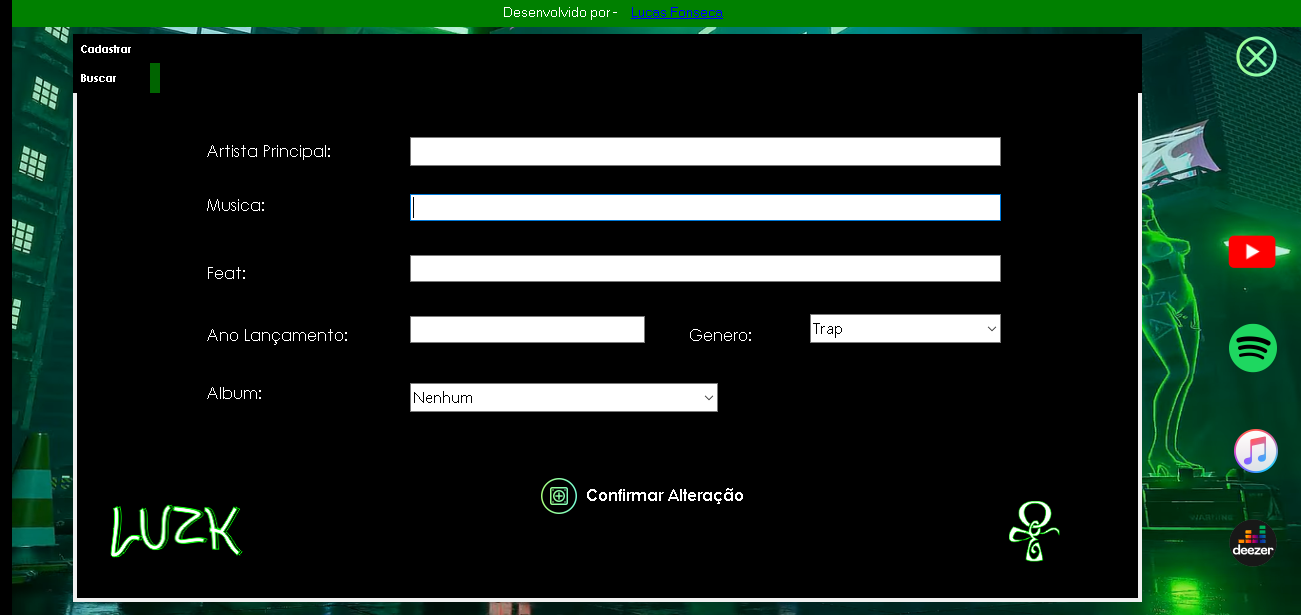 Desenvolvido por - Lucas Fonseca
Cadastrar
Buscar
Artista Principal:
Musica:
Feat:
Ano Lançamento:
Genero:
Trap
Album:
Nenhum
Confirmar Alteração
LUZK
UZK
deezer